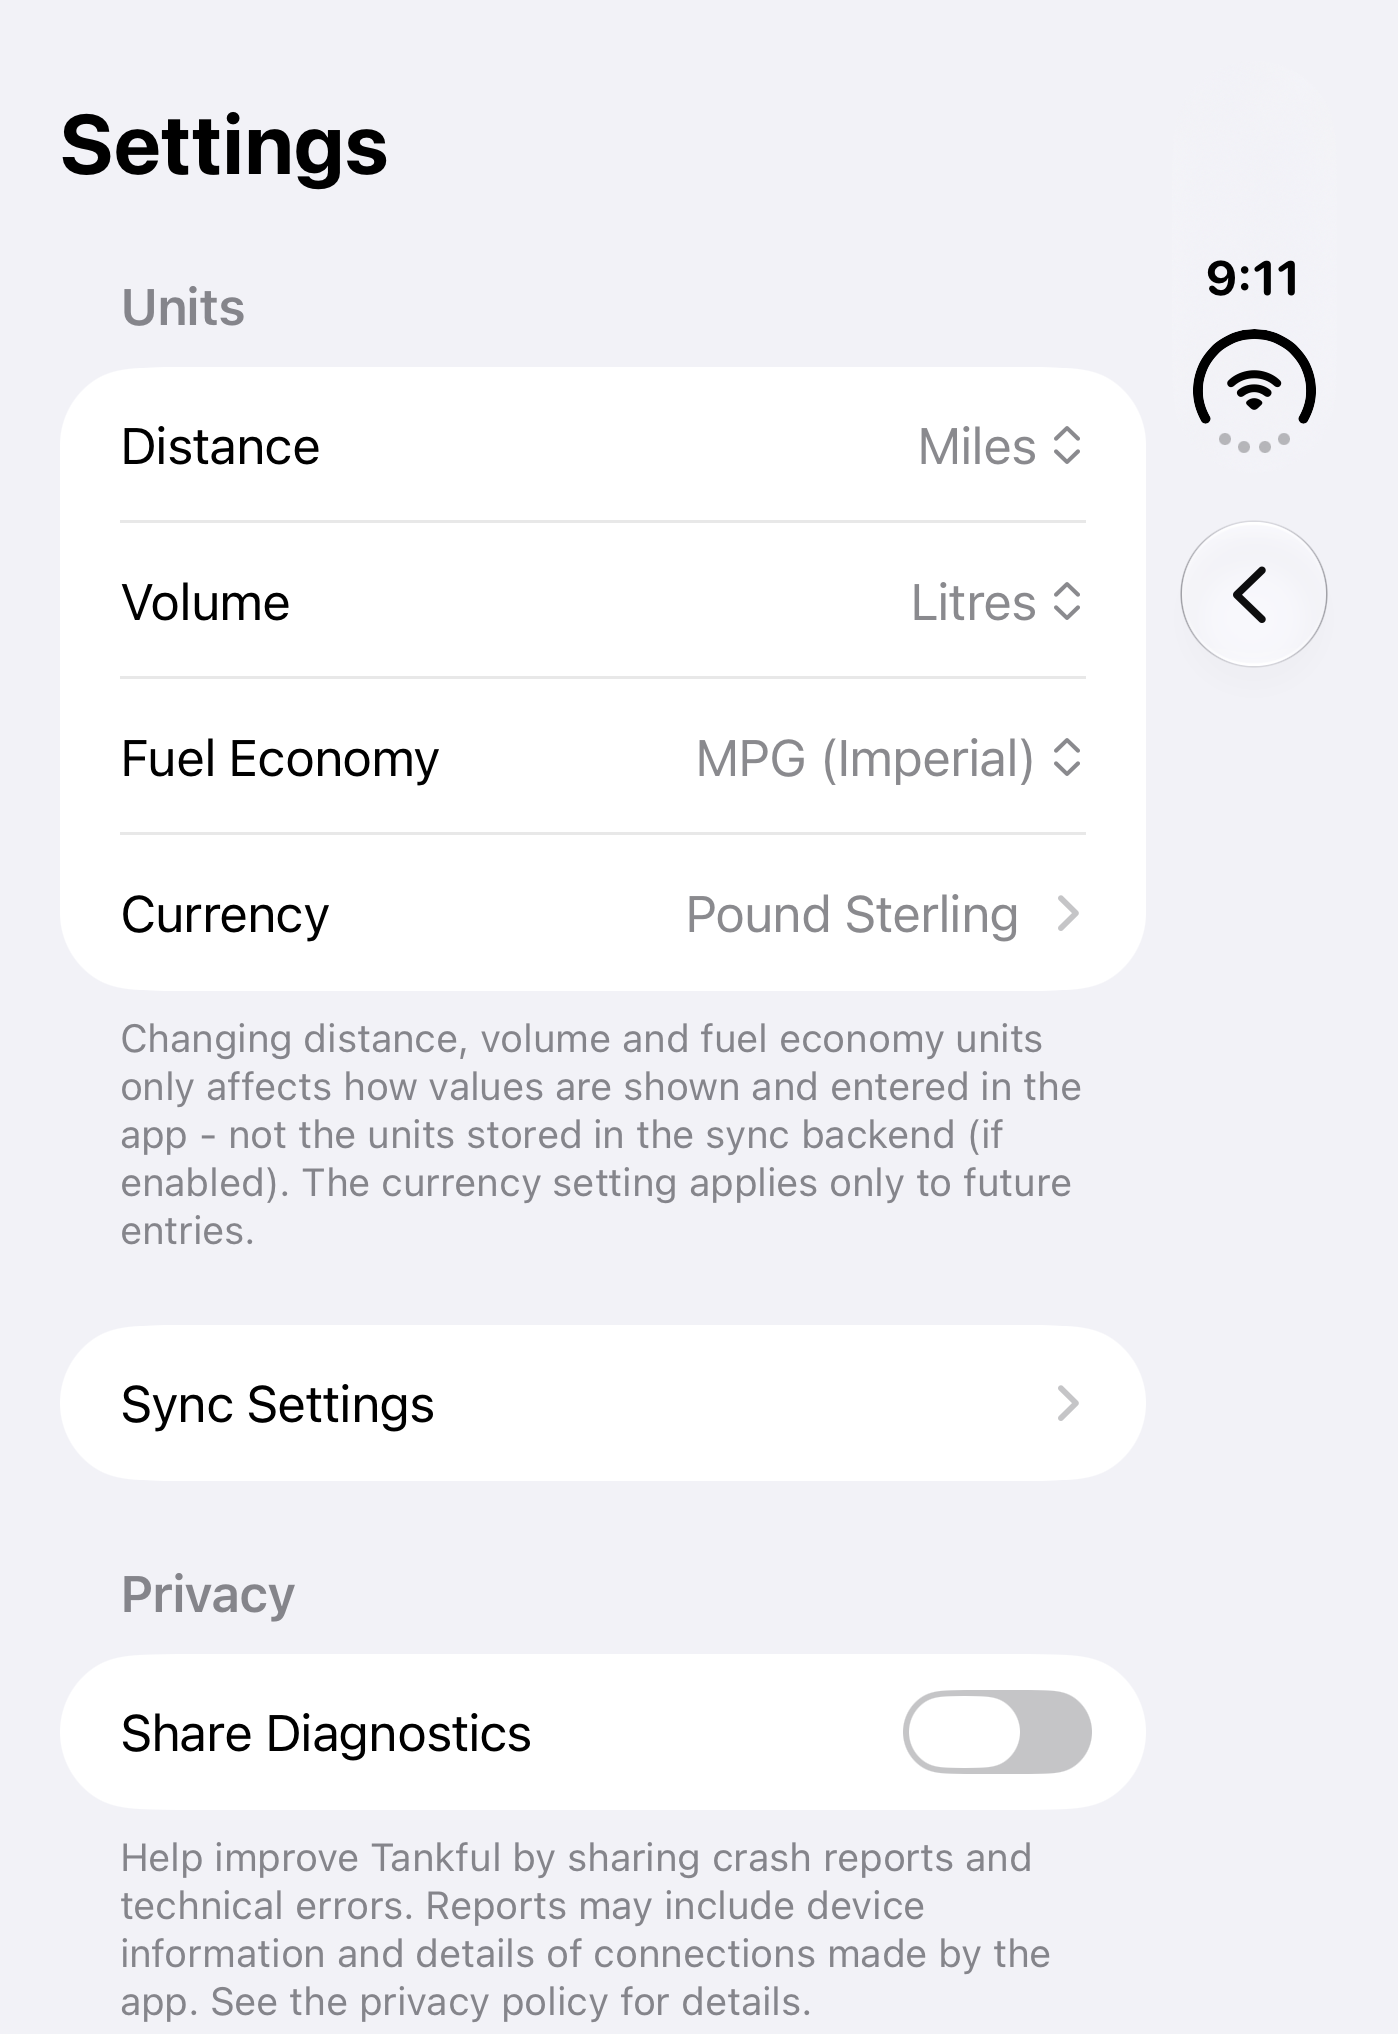 Settings
9:11
Units
Distance Miles
Volume Litres
Fuel Economy MPG (Imperial)
Currency Pound Sterling
Changing distance, volume and fuel economy units
only affects how values are shown and entered in the
app - not the units stored in the sync backend (if
enabled). The currency setting applies only to future
entries.
Sync Settings
Privacy
Share Diagnostics
Help improve Tankful by sharing crash reports and
technical errors. Reports may include device
information and details of connections made by the
app. See the privacy policy for details.